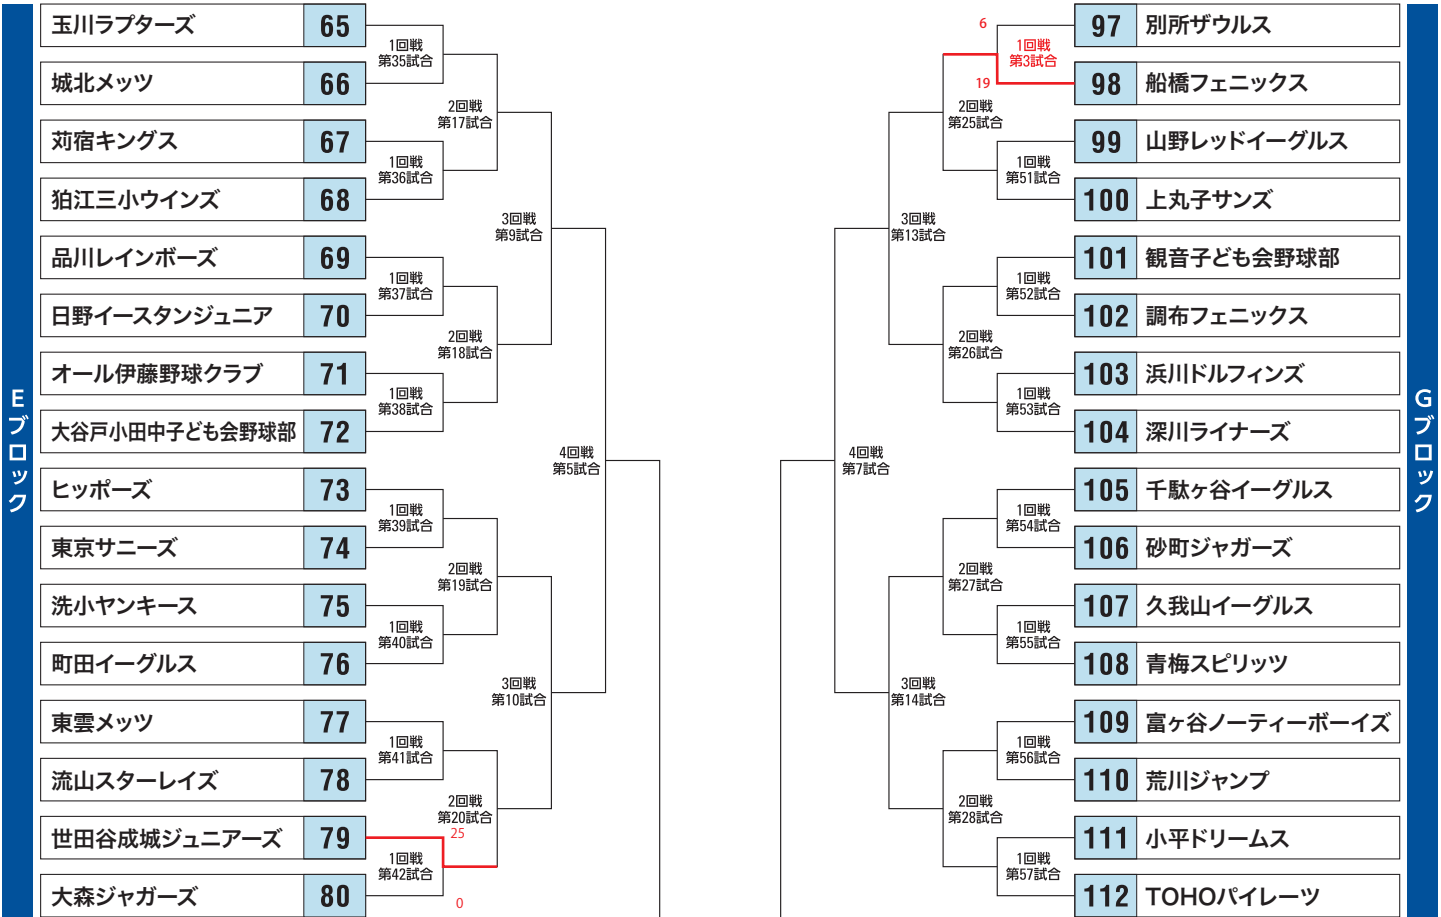 Eブロック
玉川ラプターズ 65
城北メッツ 66
苅宿キングス 67
狛江三小ウインズ 68
品川レインボーズ 69
日野イースタンジュニア 70
オール伊藤野球クラブ 71
大谷戸小田中子ども会野球部 72
ヒッポーズ 73
東京サニーズ 74
洗小ヤンキース 75
町田イーグルス 76
東雲メッツ 77
流山スターレイズ 78
世田谷成城ジュニアーズ 79
大森ジャガーズ 80
1回戦
第35試合
1回戦
第36試合
1回戦
第37試合
1回戦
第38試合
1回戦
第39試合
1回戦
第40試合
1回戦
第41試合
1回戦
第42試合
25
0
2回戦
第17試合
2回戦
第18試合
2回戦
第19試合
2回戦
第20試合
3回戦
第9試合
3回戦
第10試合
4回戦
第5試合
4回戦
第7試合
3回戦
第13試合
3回戦
第14試合
2回戦
第25試合
2回戦
第26試合
2回戦
第27試合
2回戦
第28試合
6
19
1回戦
第3試合
1回戦
第51試合
1回戦
第52試合
1回戦
第53試合
1回戦
第54試合
1回戦
第55試合
1回戦
第56試合
1回戦
第57試合
97 別所ザウルス
98 船橋フェニックス
99 山野レッドイーグルス
100 上丸子サンズ
101 観音子ども会野球部
102 調布フェニックス
103 浜川ドルフィンズ
104 深川ライナーズ
105 千駄ヶ谷イーグルス
106 砂町ジャガーズ
107 久我山イーグルス
108 青梅スピリッツ
109 富ヶ谷ノーティーボーイズ
110 荒川ジャンプ
111 小平ドリームス
112 TOHOパイレーツ
Gブロック